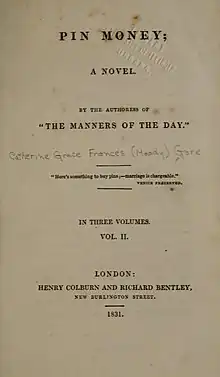 PIN MONEY;
A NOVEL.
BY THE AUTHORESS OF
"THE MANNERS OF THE DAY."
Catherine Grace Frances (Moody) Gore
"Here's something to buy pins,—marriage is chargeable."
VENICE PRESERVED.
IN THREE VOLUMES.
VOL. II.
LONDON:
HENRY COLBURN AND RICHARD BENTLEY,
NEW BURLINGTON STREET.
1831.